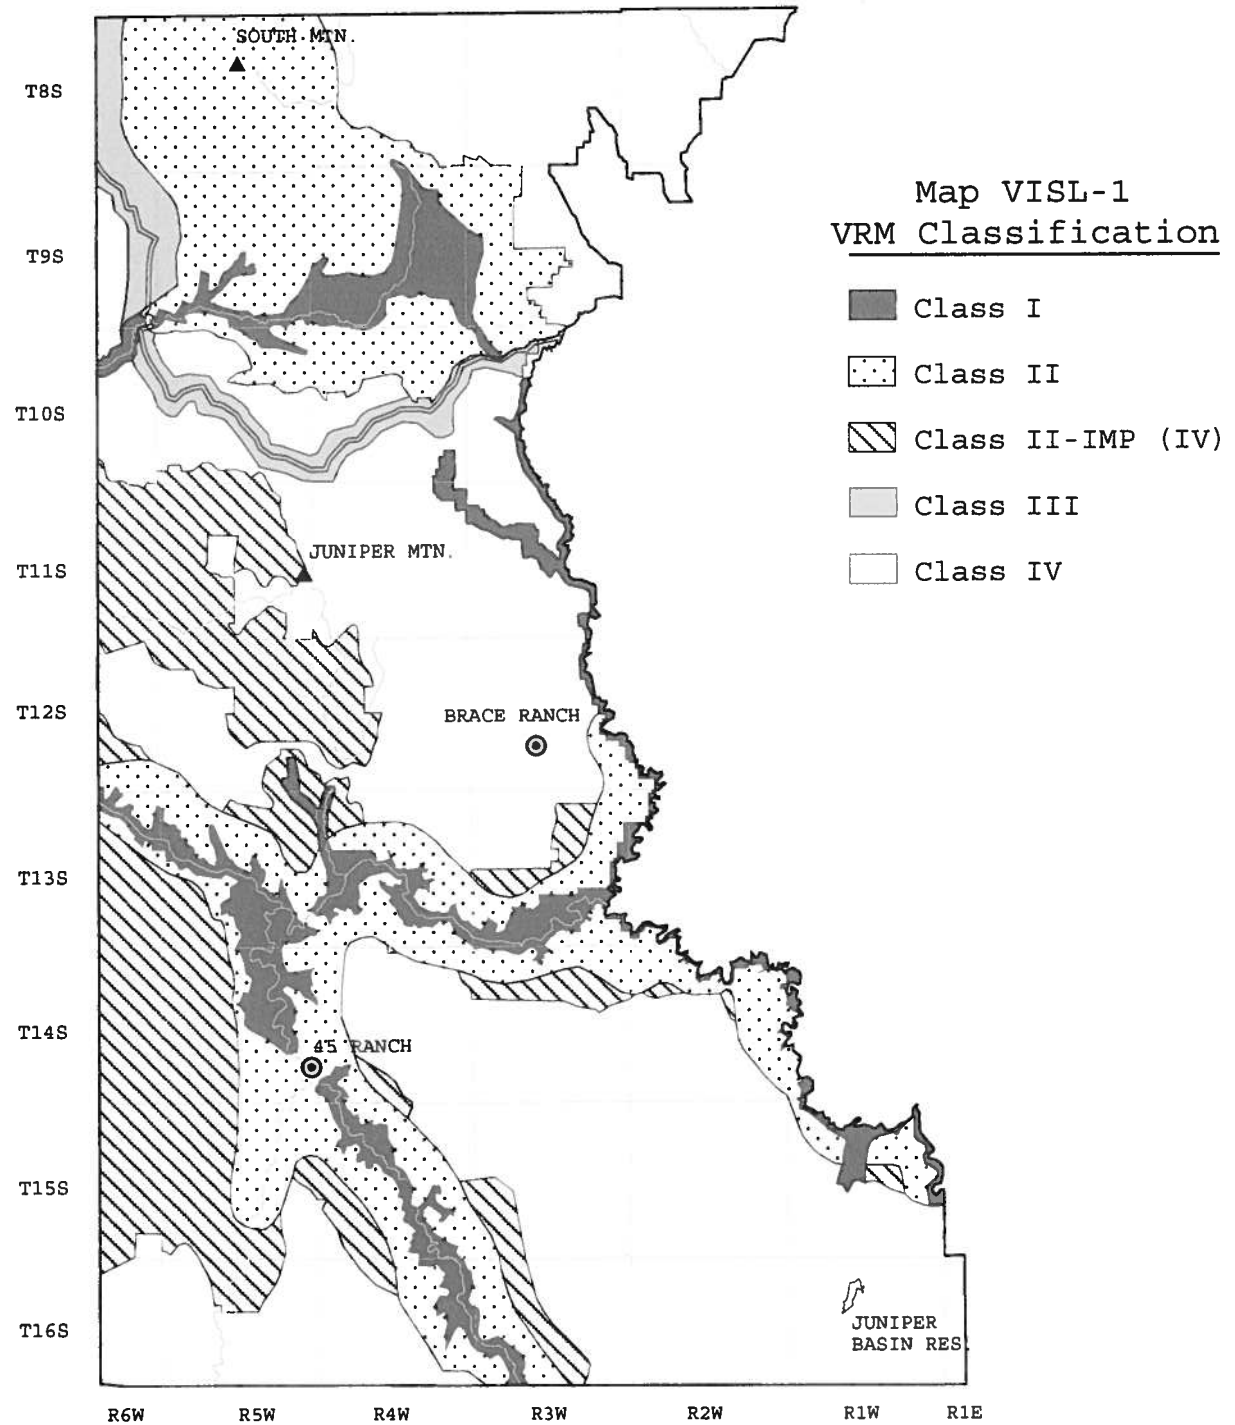 SOUTH MTN.
T8S
Map VISL-1
VRM Classification
T9S
Class I
Class II
T10S
Class II-IMP (IV)
Class III
JUNIPER MTN.
T11S
Class IV
T12S
BRACE RANCH
T13S
T14S
45 RANCH
T15S
JUNIPER
BASIN RES.
T16S
R6W R5W R4W R3W R2W R1W R1E